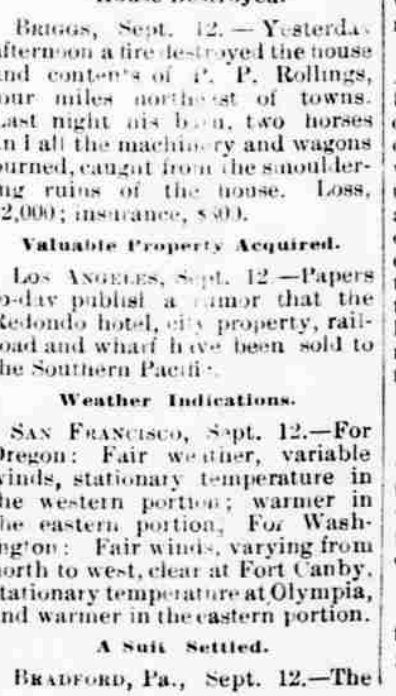 House Destroyed.
BRIGGS, Sept. 12. — Yesterday
afternoon a fire destroyed the house
and contents of P. P. Rollings,
four miles northeast of towns.
Last night his barn, two horses
and all the machinery and wagons
burned, caught from the smoulder-
ing ruins of the house. Loss,
$2,000; insurance,
Valuable Property Acquired.
LOS ANGELES, Sept. 12.—Papers
to-day publish a rumor that the
Redondo hotel, city property, rail-
road and wharf have been sold to
the Southern Pacific.
Weather Indications.
SAN FRANCISCO, Sept. 12.—For
Oregon: Fair weather, variable
winds, stationary temperature in
the western portion; warmer in
the eastern portion, For Wash-
ington: Fair winds, varying from
north to west, clear at Fort Canby,
stationary temperature at Olympia,
and warmer in the eastern portion.
A Suit Settled.
BRADFORD, Pa., Sept. 12.—The